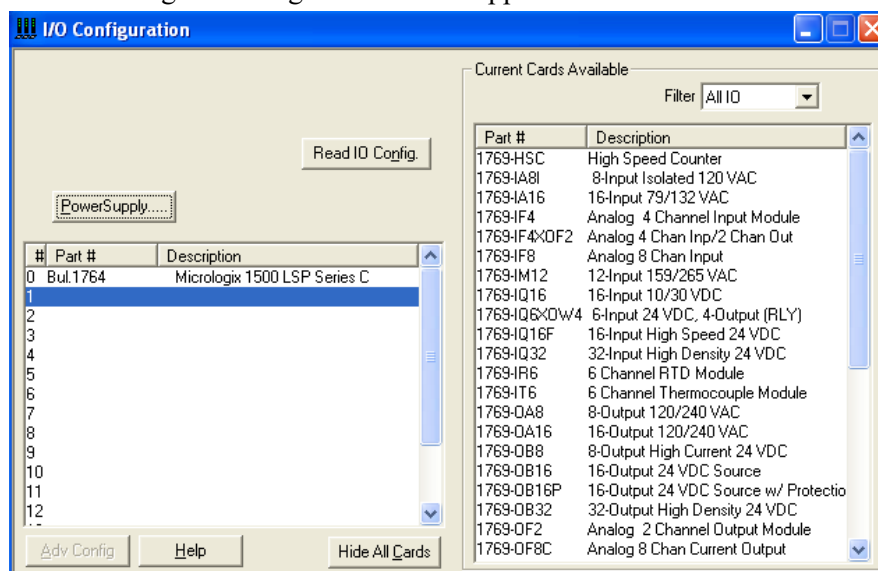 I/O Configuration
Current Cards Available
Filter All IO
Read IO Config.
PowerSupply.....
# Part # Description
0 Bul.1764 Micrologix 1500 LSP Series C
1
2
3
4
5
6
7
8
9
10
11
12
Adv Config Help Hide All Cards
Part # Description
1769-HSC High Speed Counter
1769-IA8I 8-Input Isolated 120 VAC
1769-IA16 16-Input 79/132 VAC
1769-IF4 Analog 4 Channel Input Module
1769-IF4XOF2 Analog 4 Chan Inp/2 Chan Out
1769-IF8 Analog 8 Chan Input
1769-IM12 12-Input 159/265 VAC
1769-IQ16 16-Input 10/30 VDC
1769-IQ6XOW4 6-Input 24 VDC, 4-Output (RLY)
1769-IQ16F 16-Input High Speed 24 VDC
1769-IQ32 32-Input High Density 24 VDC
1769-IR6 6 Channel RTD Module
1769-IT6 6 Channel Thermocouple Module
1769-OA8 8-Output 120/240 VAC
1769-OA16 16-Output 120/240 VAC
1769-OB8 8-Output High Current 24 VDC
1769-OB16 16-Output 24 VDC Source
1769-OB16P 16-Output 24 VDC Source w/ Protectio
1769-OB32 32-Output High Density 24 VDC
1769-OF2 Analog 2 Channel Output Module
1769-OF8C Analog 8 Chan Current Output